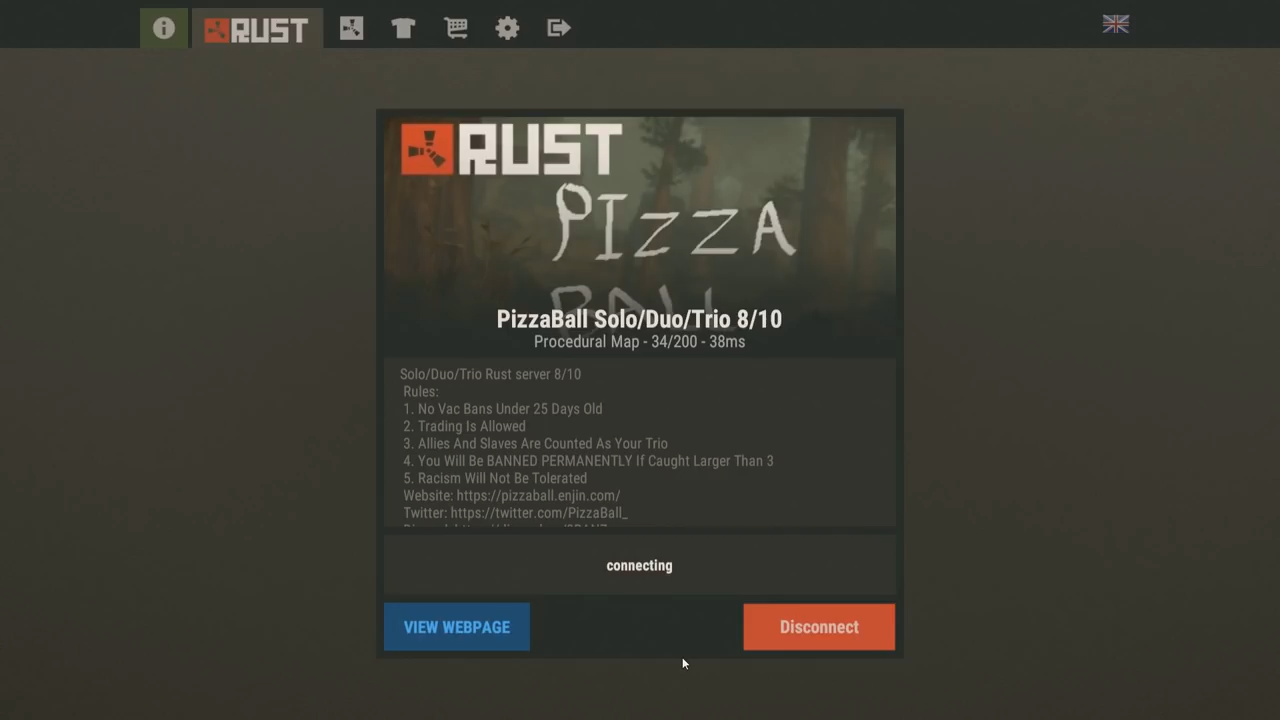 RUST
RUST
PIZZA
BALL
PizzaBall Solo/Duo/Trio 8/10
Procedural Map - 34/200 - 38ms
Solo/Duo/Trio Rust server 8/10
Rules:
1. No Vac Bans Under 25 Days Old
2. Trading Is Allowed
3. Allies And Slaves Are Counted As Your Trio
4. You Will Be BANNED PERMANENTLY If Caught Larger Than 3
5. Racism Will Not Be Tolerated
Website: https://pizzaball.enjin.com/
Twitter: https://twitter.com/PizzaBall_
connecting
VIEW WEBPAGE
Disconnect